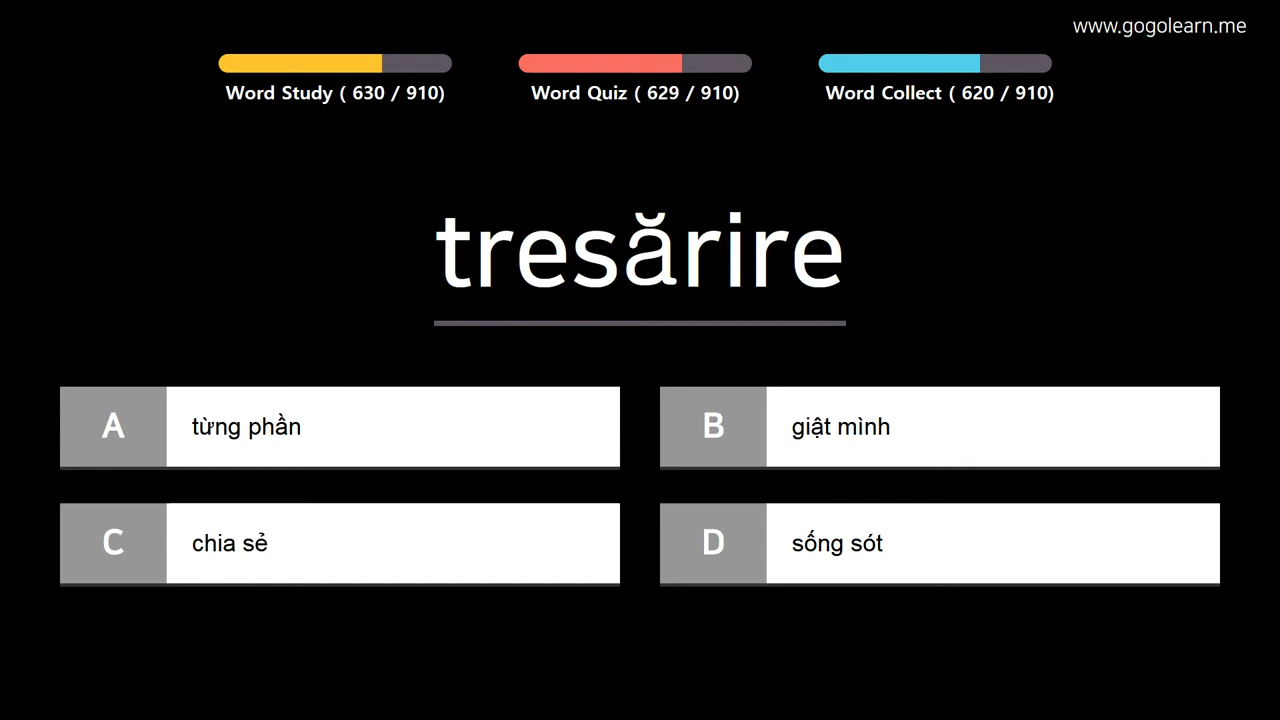 www.gogolearn.me
Word Study ( 630 / 910)
Word Quiz ( 629 / 910)
Word Collect ( 620 / 910)
tresărire
A
từng phần
B
giật mình
C
chia sẻ
D
sống sót